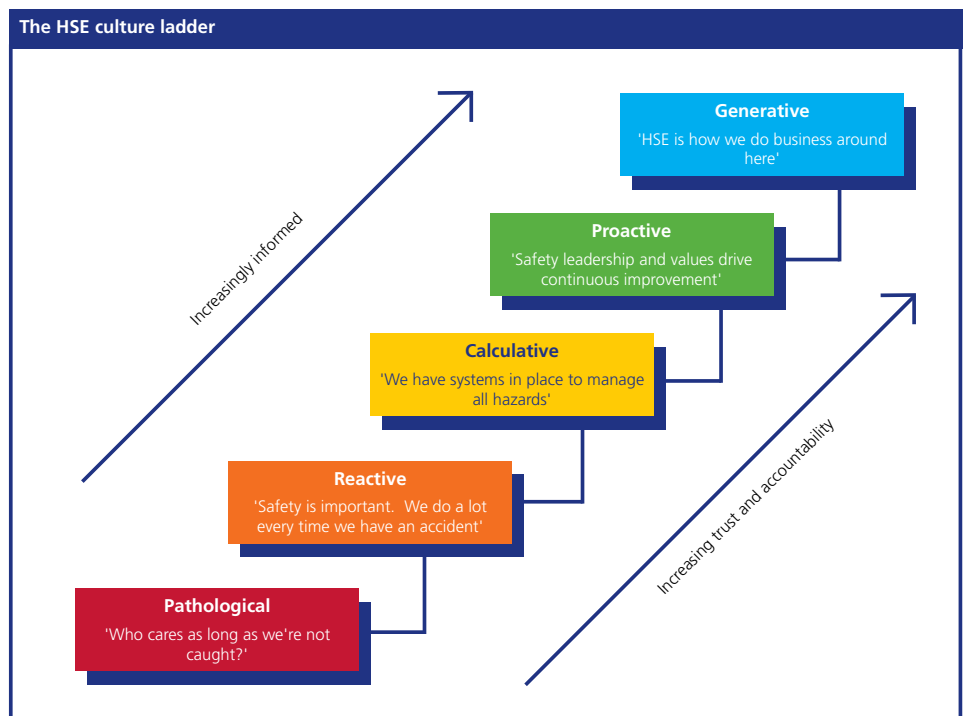 The HSE culture ladder
Generative
'HSE is how we do business around
here'
Increasingly informed
Proactive
'Safety leadership and values drive
continuous improvement'
Calculative
'We have systems in place to manage
all hazards'
Increasing trust and accountability
Reactive
'Safety is important.  We do a lot
every time we have an accident'
Pathological
'Who cares as long as we're not
caught?'